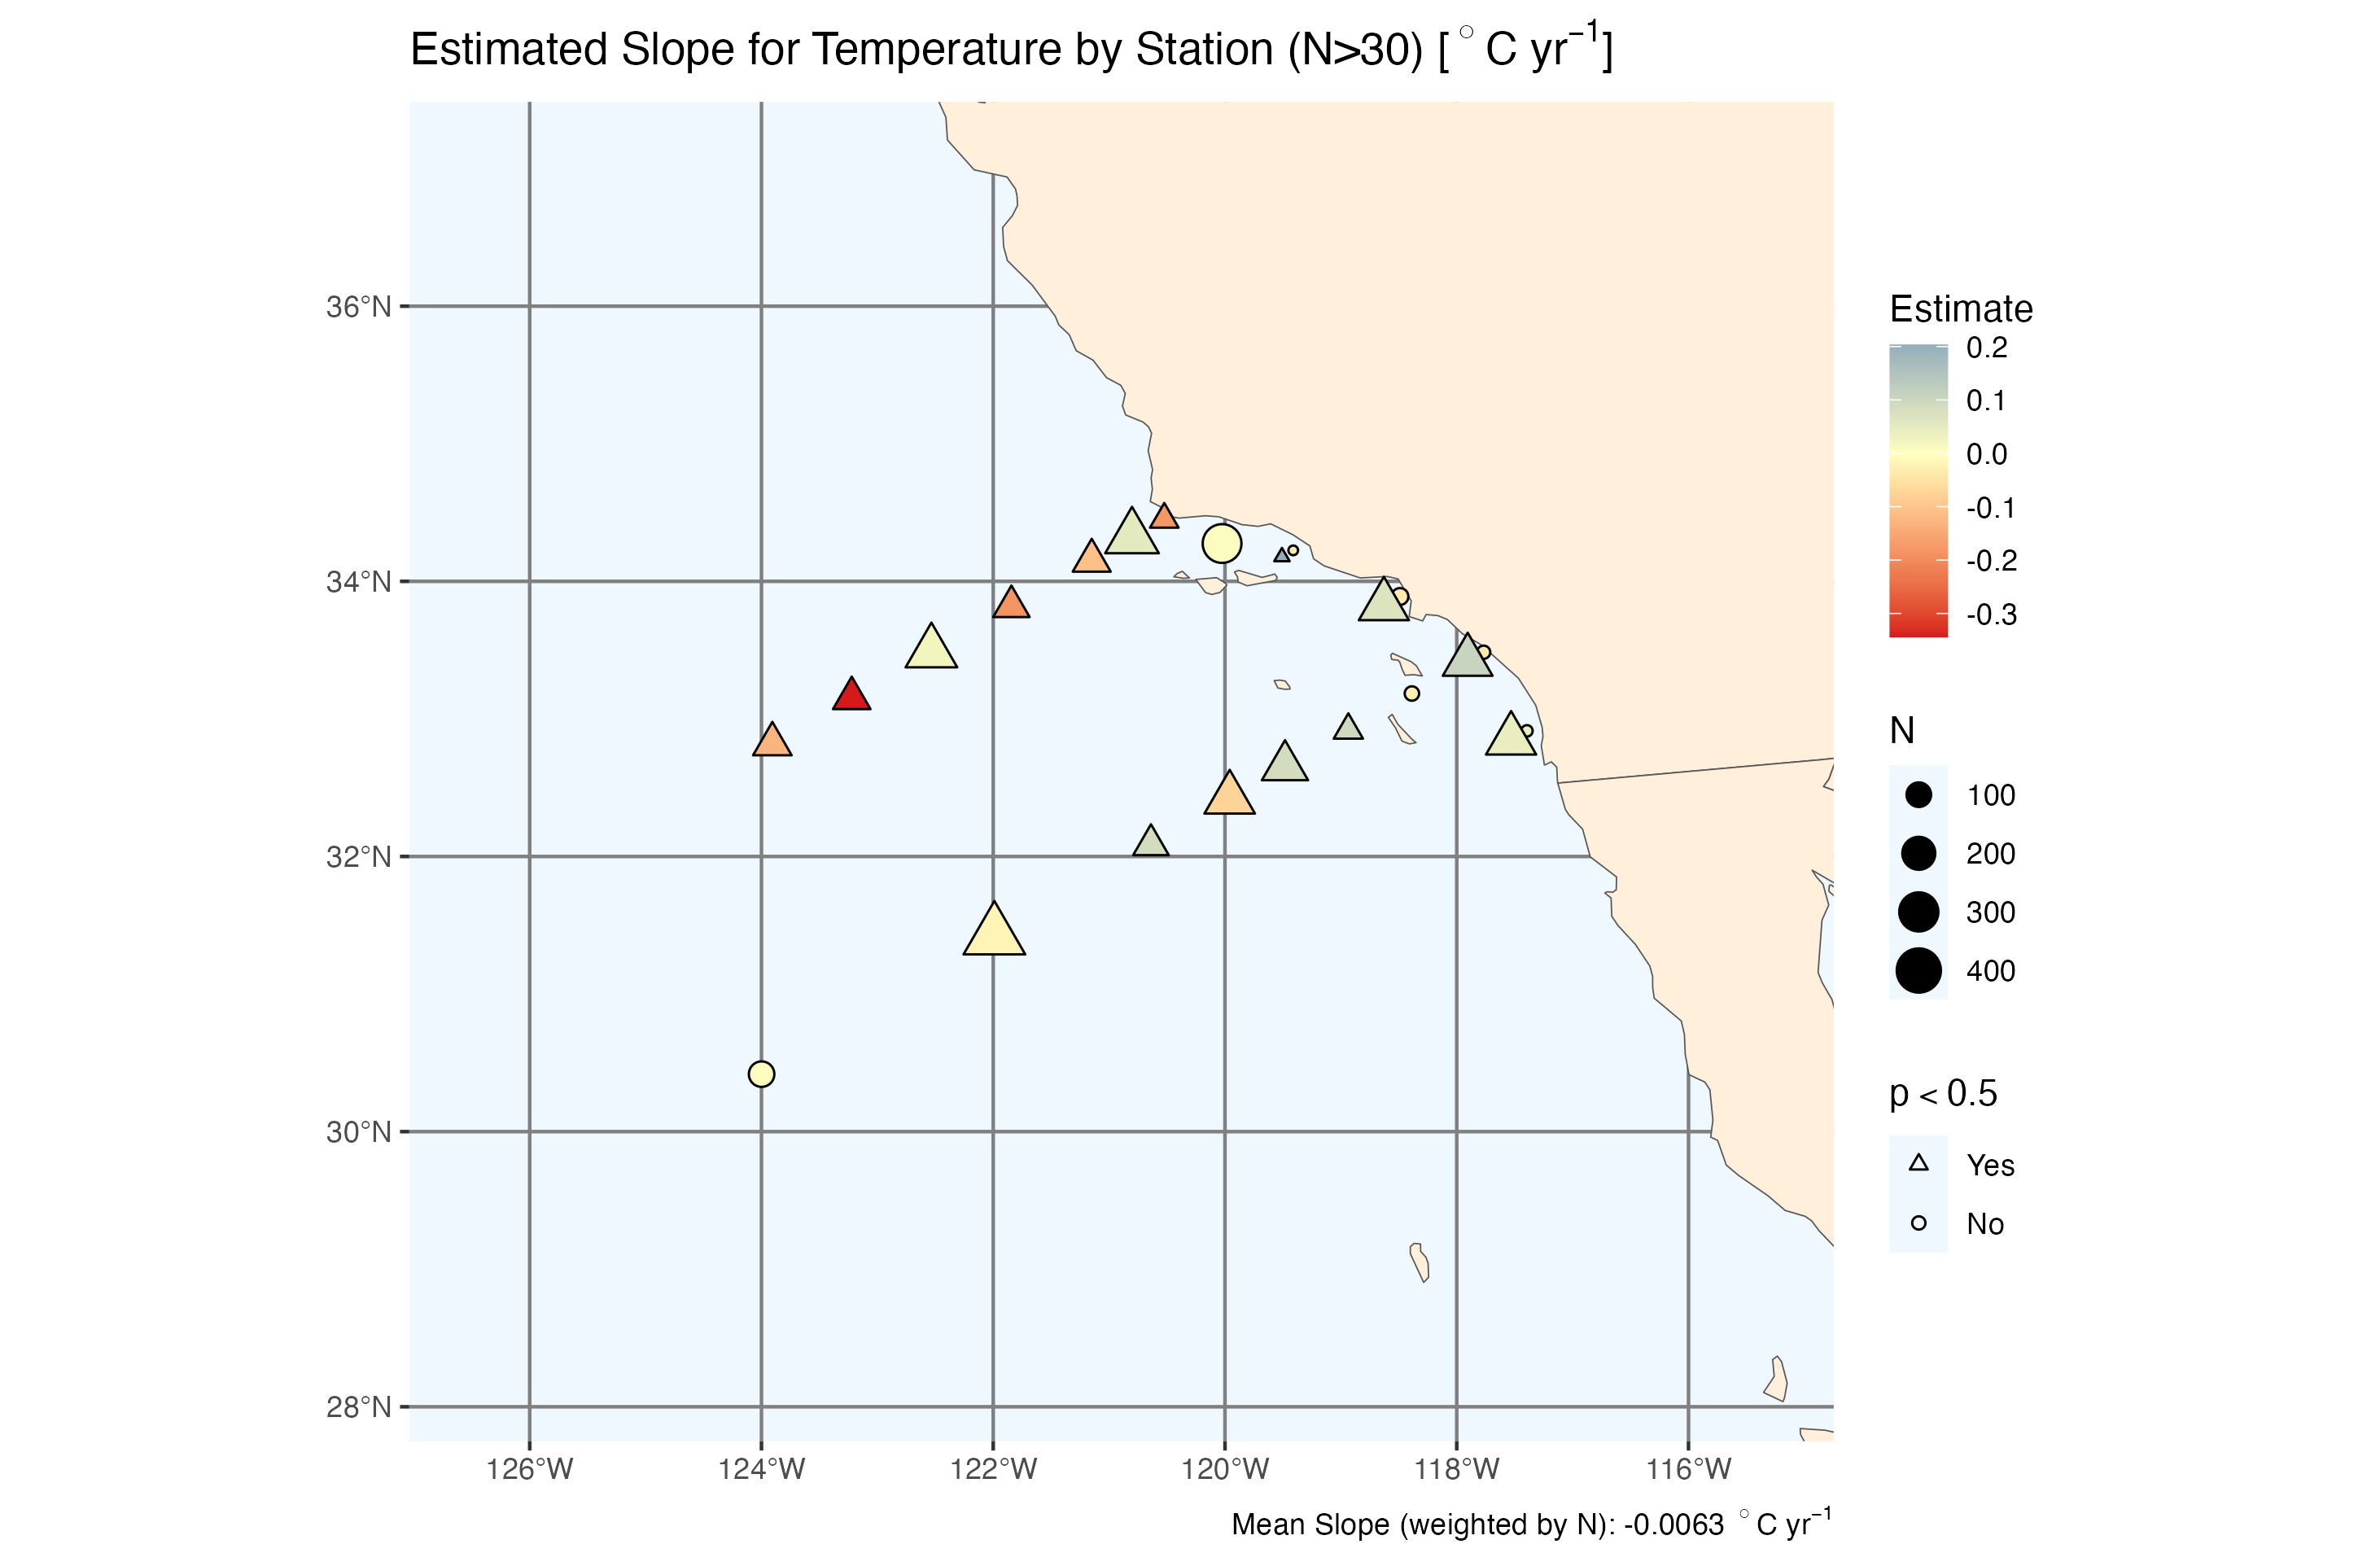 Estimated Slope for Temperature by Station (N>30) [°C yr⁻¹]
36°N
34°N
32°N
30°N
28°N
126°W 124°W 122°W 120°W 118°W 116°W
Estimate
0.2
0.1
0.0
-0.1
-0.2
-0.3
N
100
200
300
400
p < 0.5
Yes
No
Mean Slope (weighted by N): -0.0063 °C yr⁻¹